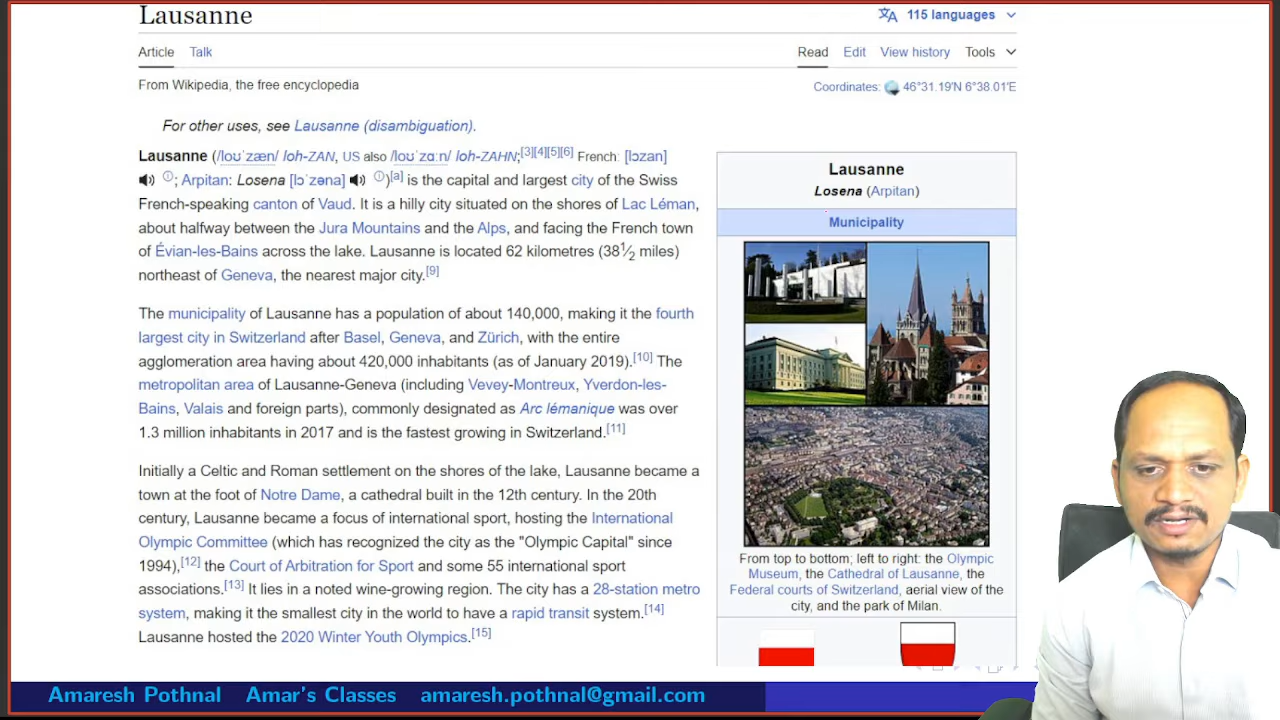 Lausanne
115 languages
Article Talk
Read Edit View history Tools
From Wikipedia, the free encyclopedia
Coordinates: 46°31.19′N 6°38.01′E
For other uses, see Lausanne (disambiguation).
Lausanne (/loʊˈzæn/ loh-ZAN, US also /loʊˈzɑːn/ loh-ZAHN;[3][4][5][6] French: [lɔzan]
ⓘ; Arpitan: Losena [lɔˈzəna] ⓘ)[a] is the capital and largest city of the Swiss
French-speaking canton of Vaud. It is a hilly city situated on the shores of Lac Léman,
about halfway between the Jura Mountains and the Alps, and facing the French town
of Évian-les-Bains across the lake. Lausanne is located 62 kilometres (38 1⁄2 miles)
northeast of Geneva, the nearest major city.[9]
The municipality of Lausanne has a population of about 140,000, making it the fourth
largest city in Switzerland after Basel, Geneva, and Zürich, with the entire
agglomeration area having about 420,000 inhabitants (as of January 2019).[10] The
metropolitan area of Lausanne-Geneva (including Vevey-Montreux, Yverdon-les-
Bains, Valais and foreign parts), commonly designated as Arc lémanique was over
1.3 million inhabitants in 2017 and is the fastest growing in Switzerland.[11]
Initially a Celtic and Roman settlement on the shores of the lake, Lausanne became a
town at the foot of Notre Dame, a cathedral built in the 12th century. In the 20th
century, Lausanne became a focus of international sport, hosting the International
Olympic Committee (which has recognized the city as the "Olympic Capital" since
1994),[12] the Court of Arbitration for Sport and some 55 international sport
associations.[13] It lies in a noted wine-growing region. The city has a 28-station metro
system, making it the smallest city in the world to have a rapid transit system.[14]
Lausanne hosted the 2020 Winter Youth Olympics.[15]
Lausanne
Losena (Arpitan)
Municipality
From top to bottom; left to right: the Olympic
Museum, the Cathedral of Lausanne, the
Federal courts of Switzerland, aerial view of the
city, and the park of Milan.
Amaresh Pothnal Amar's Classes amaresh.pothnal@gmail.com